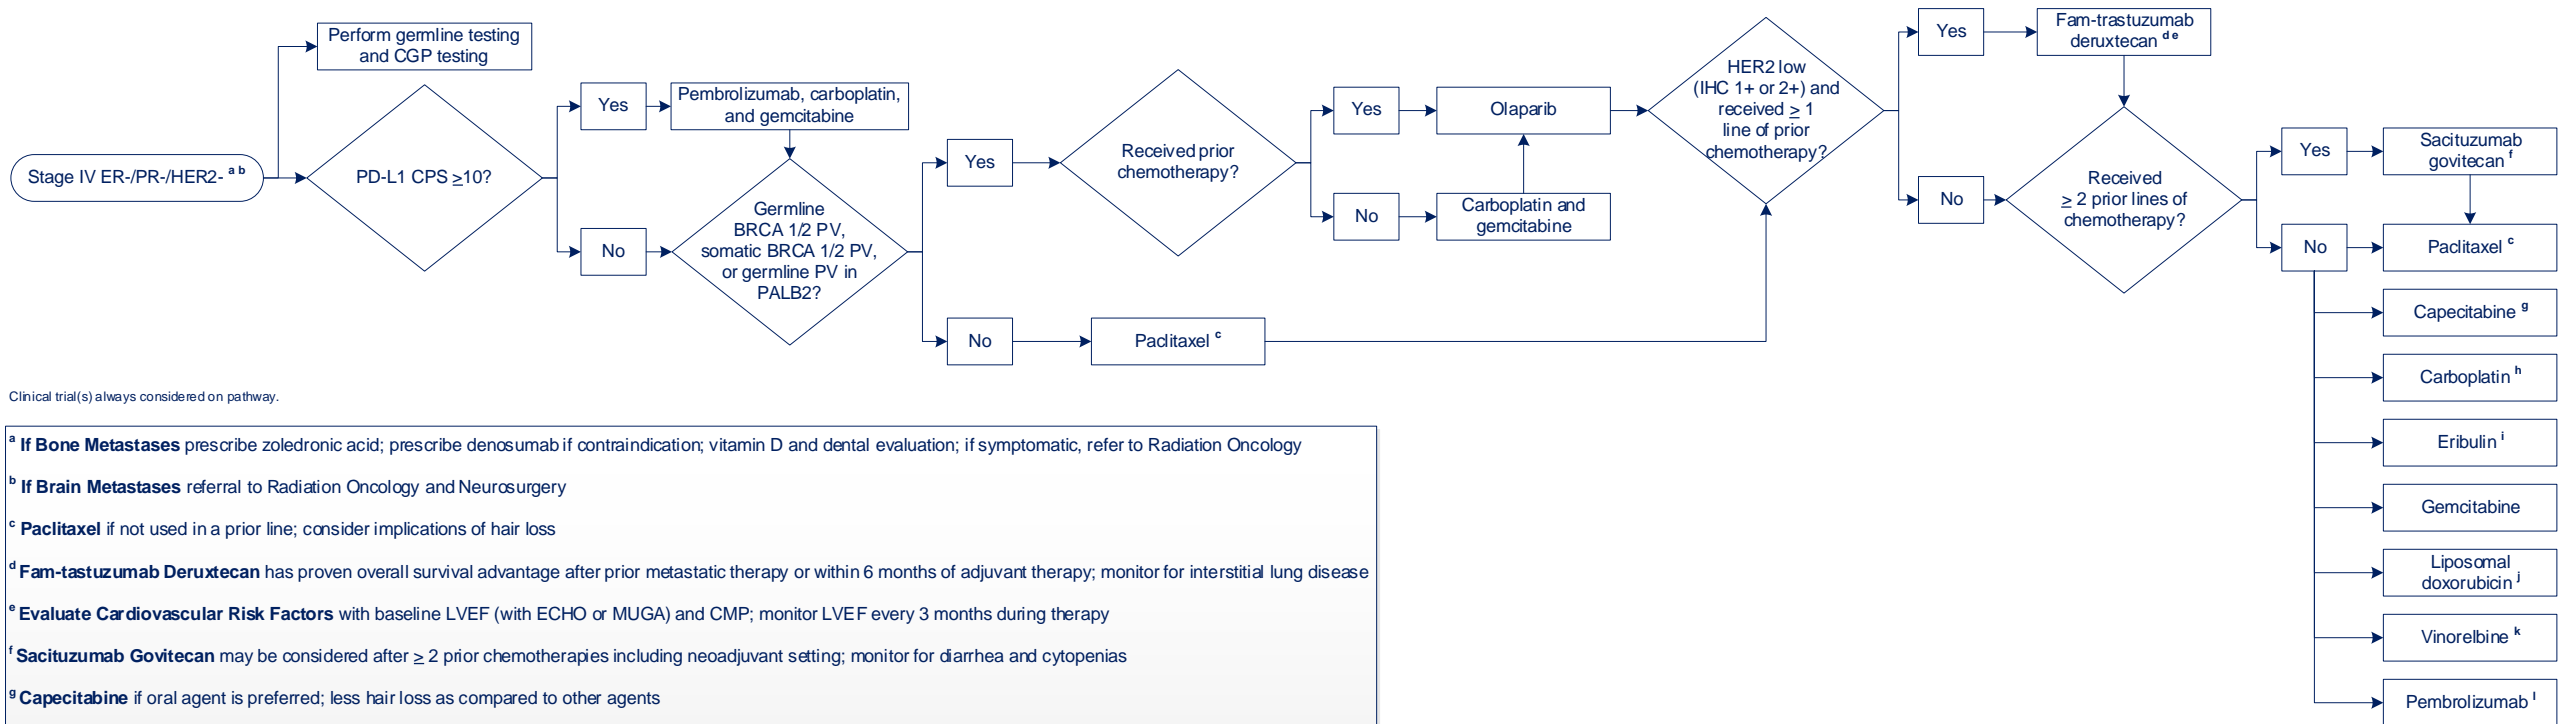 Perform germline testing
and CGP testing
Stage IV ER-/PR-/HER2- a b
PD-L1 CPS ≥10?
Yes
No
Pembrolizumab, carboplatin,
and gemcitabine
Germline
BRCA 1/2 PV,
somatic BRCA 1/2 PV,
or germline PV in
PALB2?
Yes
No
Received prior
chemotherapy?
Paclitaxel c
Yes
No
Olaparib
Carboplatin and
gemcitabine
HER2 low
(IHC 1+ or 2+) and
received ≥ 1
line of prior
chemotherapy?
Yes
No
Fam-trastuzumab
deruxtecan d e
Received
≥ 2 prior lines of
chemotherapy?
Yes
No
Sacituzumab
govitecan f
Paclitaxel c
Capecitabine g
Carboplatin h
Eribulin i
Gemcitabine
Liposomal
doxorubicin j
Vinorelbine k
Pembrolizumab l
Clinical trial(s) always considered on pathway.
a If Bone Metastases prescribe zoledronic acid; prescribe denosumab if contraindication; vitamin D and dental evaluation; if symptomatic, refer to Radiation Oncology
b If Brain Metastases referral to Radiation Oncology and Neurosurgery
c Paclitaxel if not used in a prior line; consider implications of hair loss
d Fam-tastuzumab Deruxtecan has proven overall survival advantage after prior metastatic therapy or within 6 months of adjuvant therapy; monitor for interstitial lung disease
e Evaluate Cardiovascular Risk Factors with baseline LVEF (with ECHO or MUGA) and CMP; monitor LVEF every 3 months during therapy
f Sacituzumab Govitecan may be considered after ≥ 2 prior chemotherapies including neoadjuvant setting; monitor for diarrhea and cytopenias
g Capecitabine if oral agent is preferred; less hair loss as compared to other agents